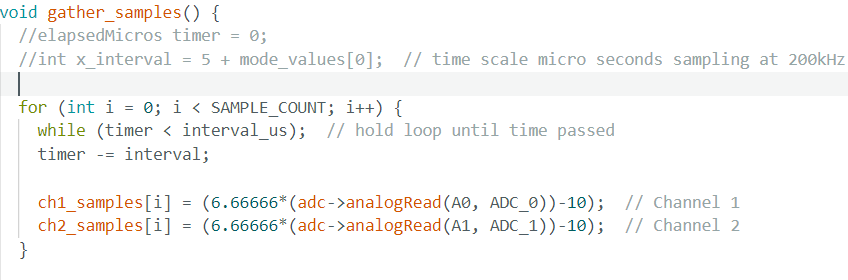 void gather_samples() {
//elapsedMicros timer = 0;
//int x_interval = 5 + mode_values[0];  // time scale micro seconds sampling at 200kHz
for (int i = 0; i < SAMPLE_COUNT; i++) {
while (timer < interval_us);  // hold loop until time passed
timer -= interval;
ch1_samples[i] = (6.66666*(adc->analogRead(A0, ADC_0))-10);  // Channel 1
ch2_samples[i] = (6.66666*(adc->analogRead(A1, ADC_1))-10);  // Channel 2
}